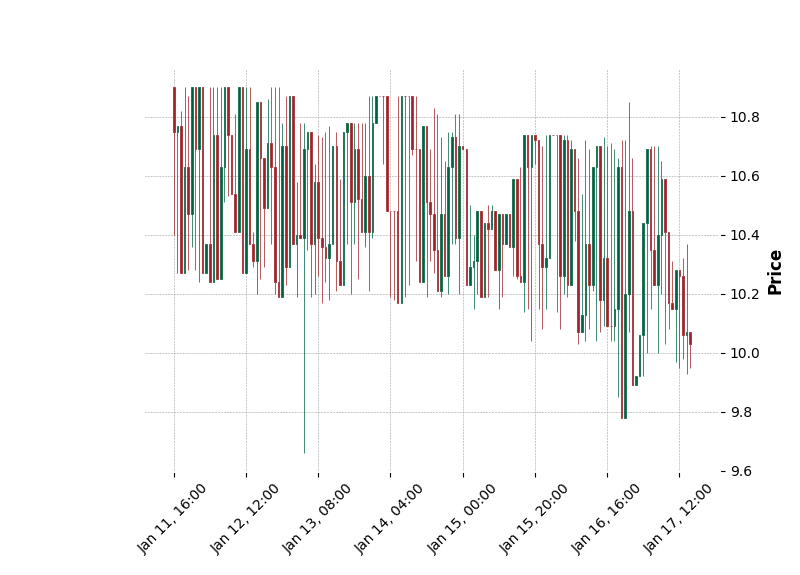 10.8
10.6
10.4
10.2
10.0
9.8
9.6
Price
Jan 11, 16:00
Jan 12, 12:00
Jan 13, 08:00
Jan 14, 04:00
Jan 15, 00:00
Jan 15, 20:00
Jan 16, 16:00
Jan 17, 12:00